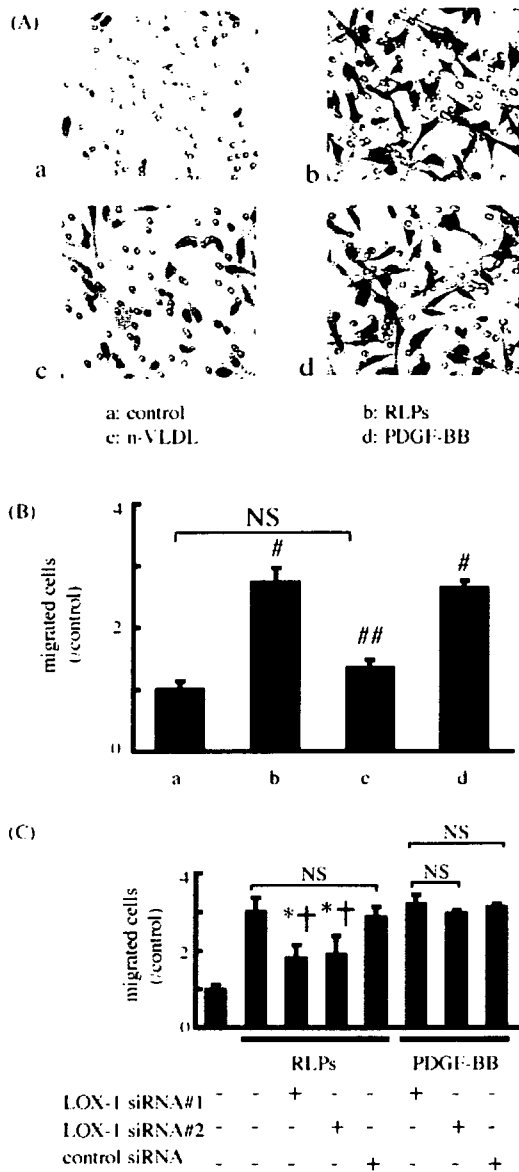 (A)
a
b
c
d
a: control
b: RLPs
c: n-VLDL
d: PDGF-BB
(B)
migrated cells
(/control)
4
2
0
NS
#
##
#
a b c d
(C)
migrated cells
(/control)
4
2
0
NS
*†
*†
NS
NS
RLPs PDGF-BB
LOX-1 siRNA#1 - - + - - + - -
LOX-1 siRNA#2 - - - + - - + -
control siRNA - - - - + - - +